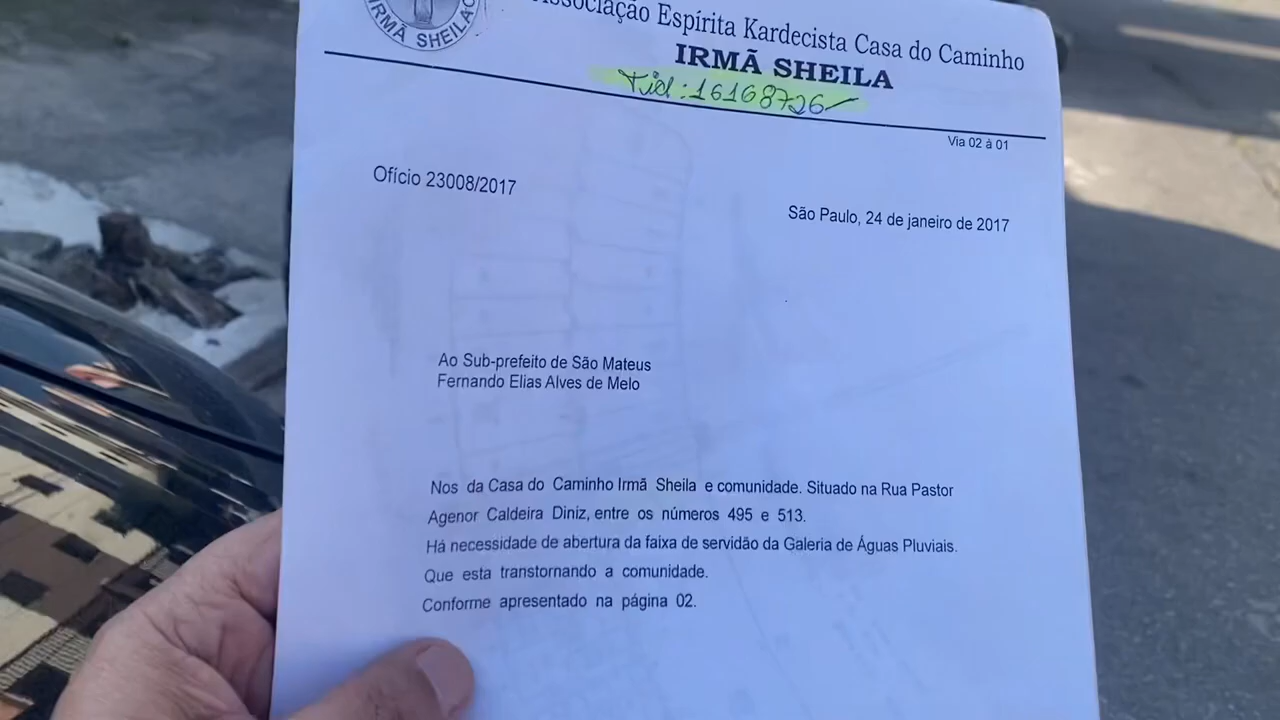 IRMÃ SHEILA
Associação Espírita Kardecista Casa do Caminho
IRMÃ SHEILA
Tid: 16168726
Via 02 à 01
Ofício 23008/2017
São Paulo, 24 de janeiro de 2017
Ao Sub-prefeito de São Mateus
Fernando Elias Alves de Melo
Nos da Casa do Caminho Irmã Sheila e comunidade. Situado na Rua Pastor
Agenor Caldeira Diniz, entre os números 495 e 513.
Há necessidade de abertura da faixa de servidão da Galeria de Águas Pluviais.
Que esta transtornando a comunidade.
Conforme apresentado na página 02.